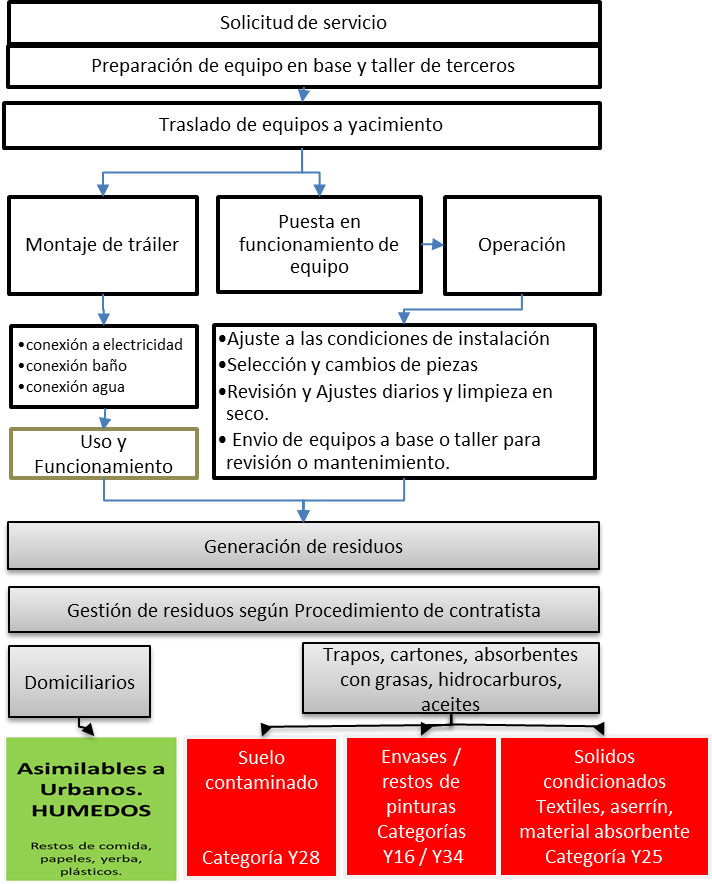 Solicitud de servicio
Preparación de equipo en base y taller de terceros
Traslado de equipos a yacimiento
Montaje de tráiler
Puesta en
funcionamiento de
equipo
Operación
•conexión a electricidad
•conexión baño
•conexión agua
Uso y
Funcionamiento
•Ajuste a las condiciones de instalación
•Selección y cambios de piezas
•Revisión y Ajustes diarios y limpieza en
seco.
• Envio de equipos a base o taller para
revisión o mantenimiento.
Generación de residuos
Gestión de residuos según Procedimiento de contratista
Domiciliarios
Trapos, cartones, absorbentes
con grasas, hidrocarburos,
aceites
Asimilables a
Urbanos.
HUMEDOS
Restos de comida,
papeles, yerba,
plásticos.
Suelo
contaminado
Categoría Y28
Envases /
restos de
pinturas
Categorías
Y16 / Y34
Solidos
condicionados
Textiles, aserrín,
material absorbente
Categoría Y25